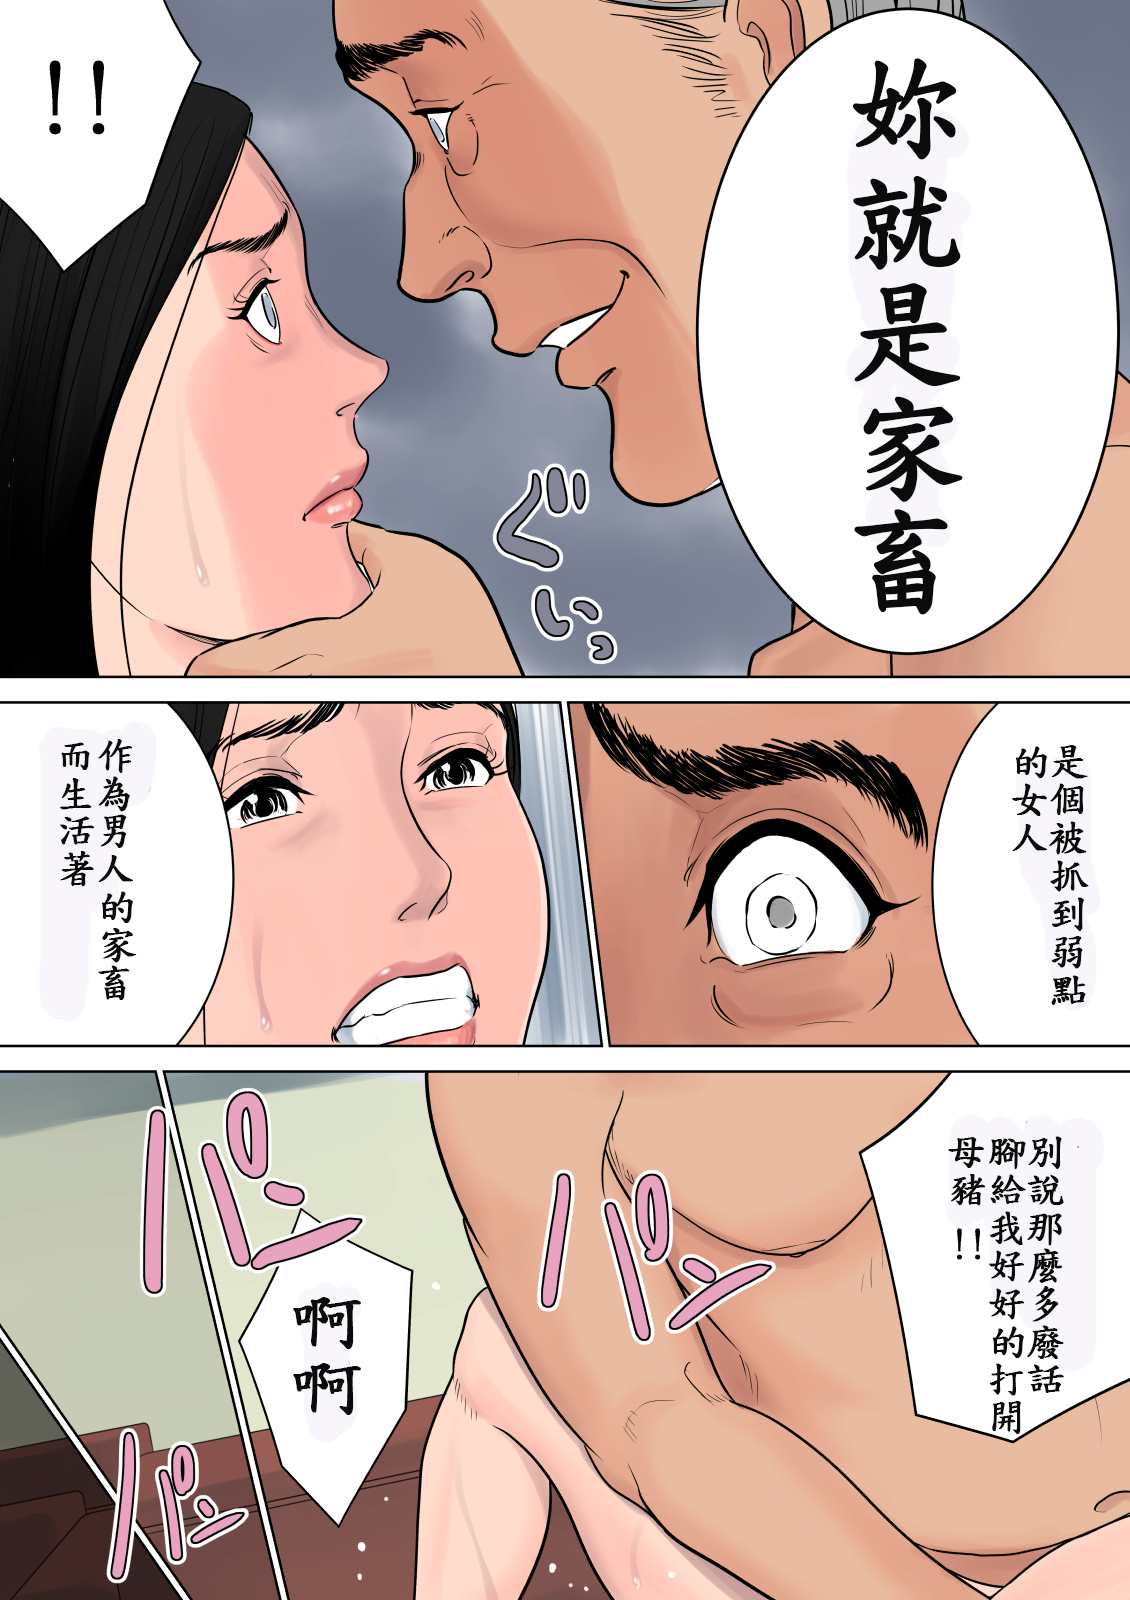 妳就是家畜
!!
ぐいっ
是個被抓到弱點
的女人
作為男人的家畜
而生活著
別說那麼多廢話
腳給我好好的打開
母豬!!
パンパン
啊啊
パン
パン